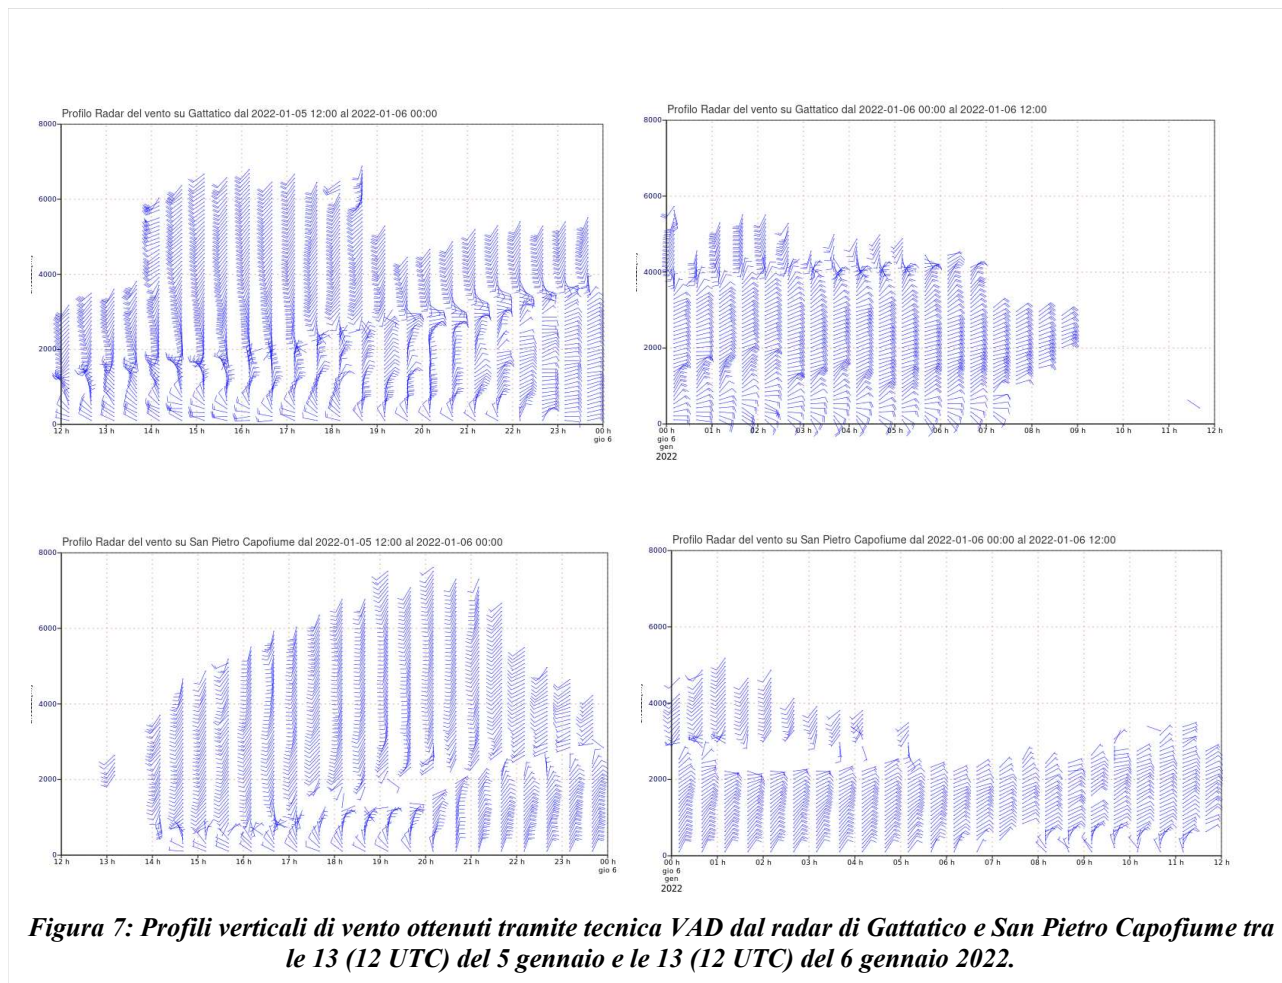 Profilo Radar del vento su Gattatico dal 2022-01-05 12:00 al 2022-01-06 00:00
8000
6000
4000
2000
0
12 h 13 h 14 h 15 h 16 h 17 h 18 h 19 h 20 h 21 h 22 h 23 h 00 h
gio 6
Profilo Radar del vento su Gattatico dal 2022-01-06 00:00 al 2022-01-06 12:00
8000
6000
4000
2000
0
00 h 01 h 02 h 03 h 04 h 05 h 06 h 07 h 08 h 09 h 10 h 11 h 12 h
gio 6
gen
2022
Profilo Radar del vento su San Pietro Capofiume dal 2022-01-05 12:00 al 2022-01-06 00:00
8000
6000
4000
2000
0
12 h 13 h 14 h 15 h 16 h 17 h 18 h 19 h 20 h 21 h 22 h 23 h 00 h
gio 6
Profilo Radar del vento su San Pietro Capofiume dal 2022-01-06 00:00 al 2022-01-06 12:00
8000
6000
4000
2000
0
00 h 01 h 02 h 03 h 04 h 05 h 06 h 07 h 08 h 09 h 10 h 11 h 12 h
gio 6
gen
2022
Figura 7: Profili verticali di vento ottenuti tramite tecnica VAD dal radar di Gattatico e San Pietro Capofiume tra
le 13 (12 UTC) del 5 gennaio e le 13 (12 UTC) del 6 gennaio 2022.